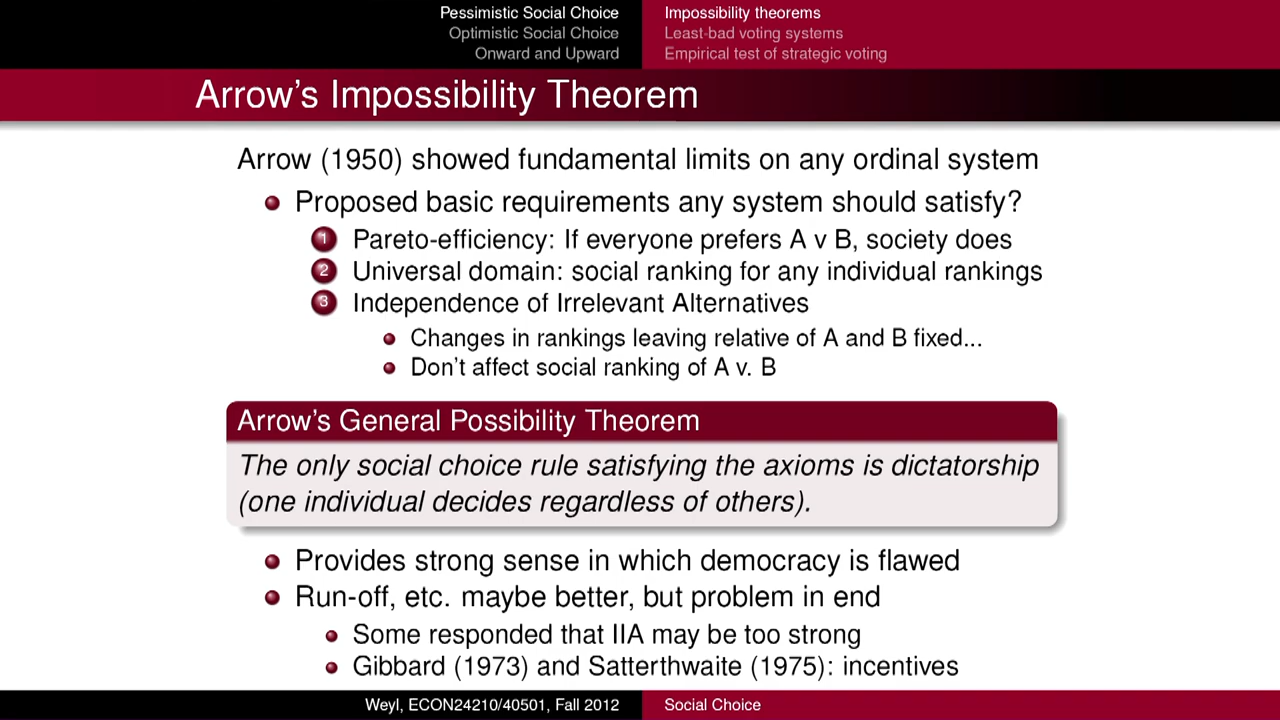 Pessimistic Social Choice
Optimistic Social Choice
Onward and Upward
Impossibility theorems
Least-bad voting systems
Empirical test of strategic voting
Arrow's Impossibility Theorem
Arrow (1950) showed fundamental limits on any ordinal system
Proposed basic requirements any system should satisfy?
1 Pareto-efficiency: If everyone prefers A v B, society does
2 Universal domain: social ranking for any individual rankings
3 Independence of Irrelevant Alternatives
Changes in rankings leaving relative of A and B fixed...
Don't affect social ranking of A v. B
Arrow's General Possibility Theorem
The only social choice rule satisfying the axioms is dictatorship
(one individual decides regardless of others).
Provides strong sense in which democracy is flawed
Run-off, etc. maybe better, but problem in end
Some responded that IIA may be too strong
Gibbard (1973) and Satterthwaite (1975): incentives
Weyl, ECON24210/40501, Fall 2012
Social Choice